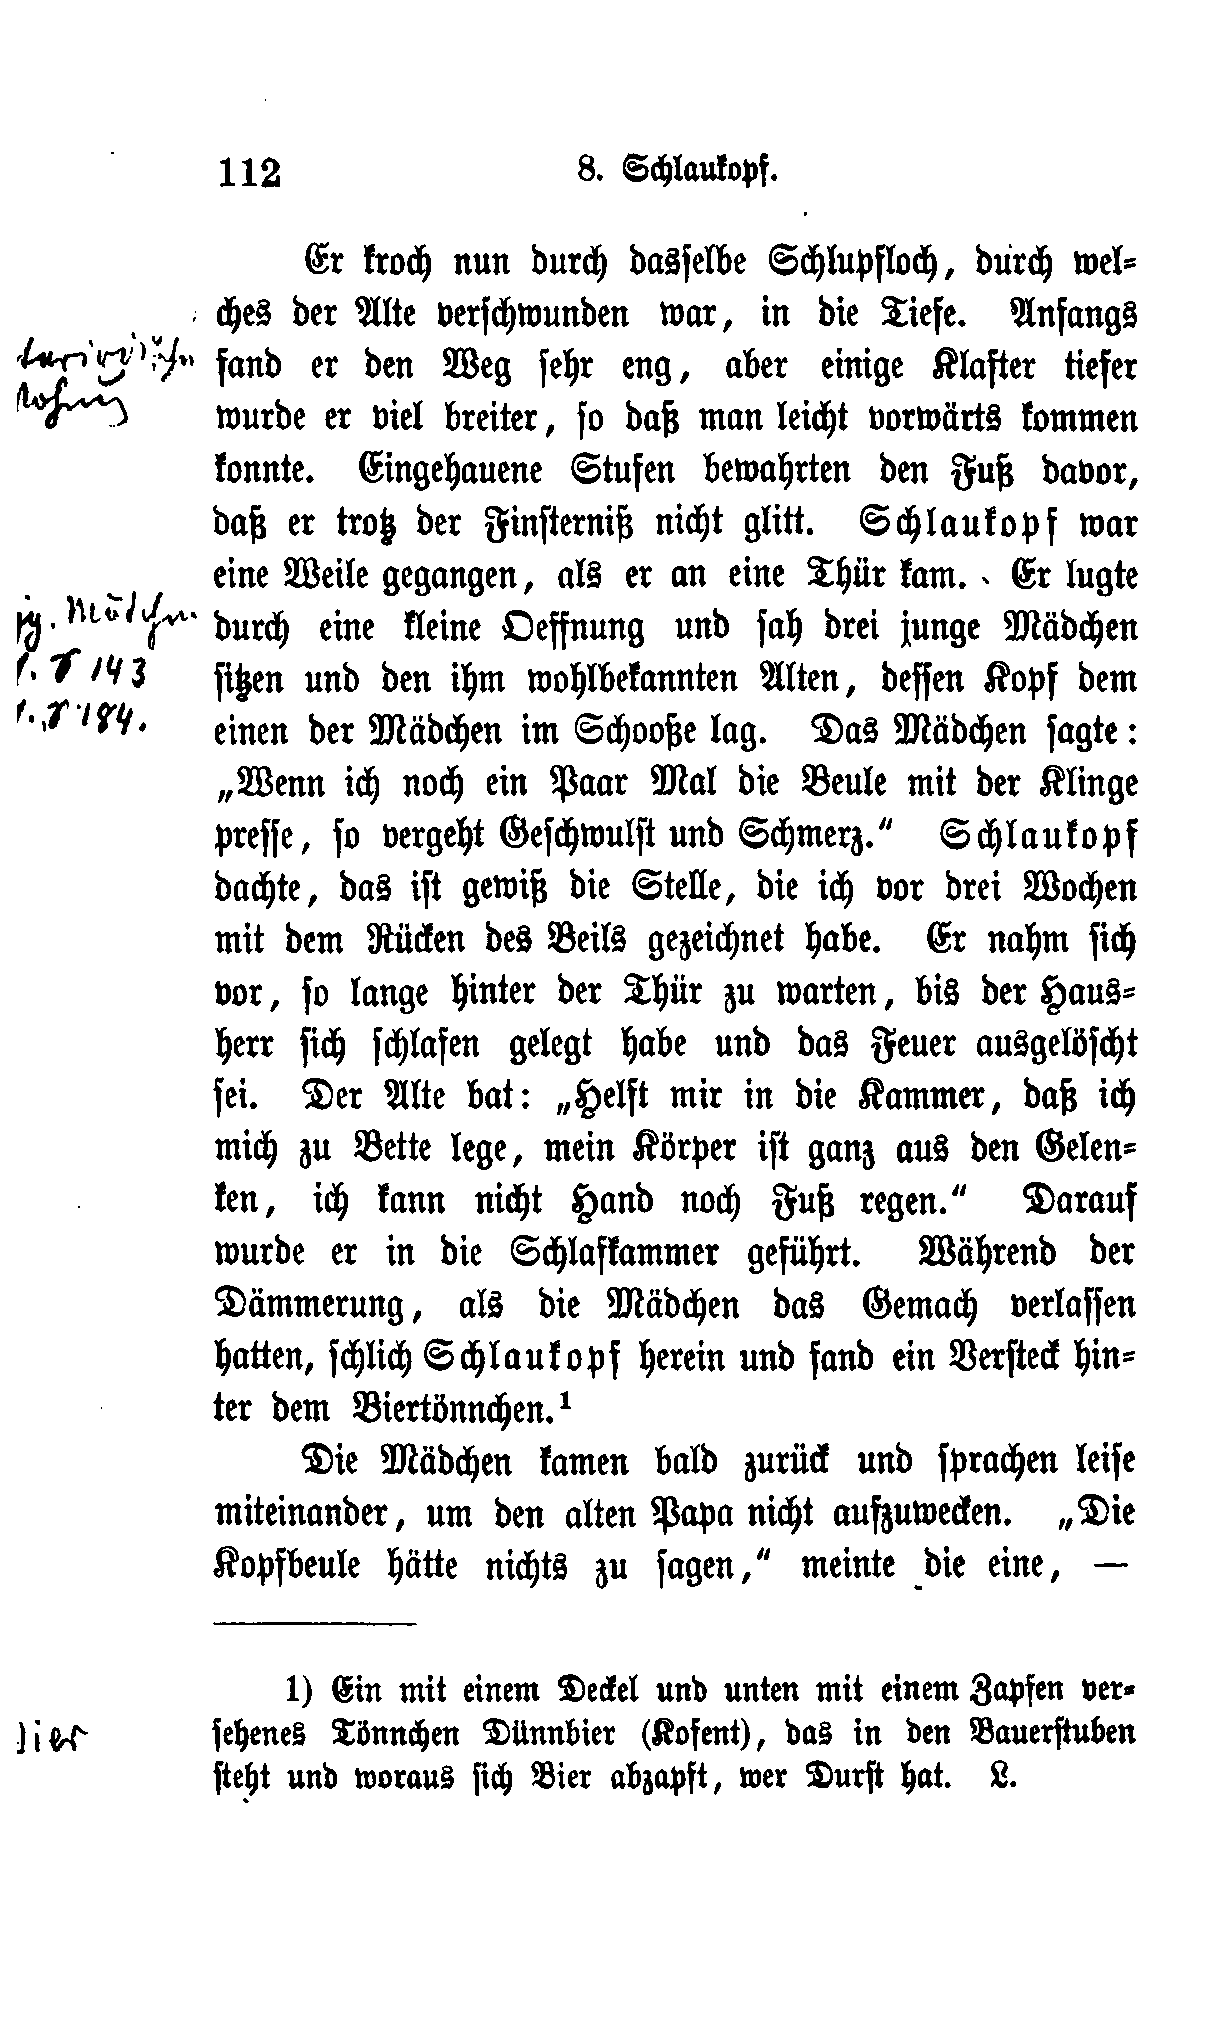 112
8. Schlaukopf.
Er kroch nun durch dasselbe Schlupfloch, durch wel-
ches der Alte verschwunden war, in die Tiefe. Anfangs
fand er den Weg sehr eng, aber einige Klafter tiefer
wurde er viel breiter, so daß man leicht vorwärts kommen
konnte. Eingehauene Stufen bewahrten den Fuß davor,
daß er trotz der Finsterniß nicht glitt. Schlaukopf war
eine Weile gegangen, als er an eine Thür kam. Er lugte
jg. Mädchen
durch eine kleine Oeffnung und sah drei junge Mädchen
143
sitzen und den ihm wohlbekannten Alten, dessen Kopf dem
184.
einen der Mädchen im Schooße lag. Das Mädchen sagte:
„Wenn ich noch ein Paar Mal die Beule mit der Klinge
presse, so vergeht Geschwulst und Schmerz.“ Schlaukopf
dachte, das ist gewiß die Stelle, die ich vor drei Wochen
mit dem Rücken des Beils gezeichnet habe. Er nahm sich
vor, so lange hinter der Thür zu warten, bis der Haus-
herr sich schlafen gelegt habe und das Feuer ausgelöscht
sei. Der Alte bat: „Helft mir in die Kammer, daß ich
mich zu Bette lege, mein Körper ist ganz aus den Gelen-
ken, ich kann nicht Hand noch Fuß regen.“ Darauf
wurde er in die Schlafkammer geführt. Während der
Dämmerung, als die Mädchen das Gemach verlassen
hatten, schlich Schlaukopf herein und fand ein Versteck hin-
ter dem Biertönnchen.¹
Die Mädchen kamen bald zurück und sprachen leise
miteinander, um den alten Papa nicht aufzuwecken. „Die
Kopfbeule hätte nichts zu sagen,“ meinte die eine, —
1) Ein mit einem Deckel und unten mit einem Zapfen ver-
sehenes Tönnchen Dünnbier (Kofent), das in den Bauerstuben
steht und woraus sich Bier abzapft, wer Durst hat. L.